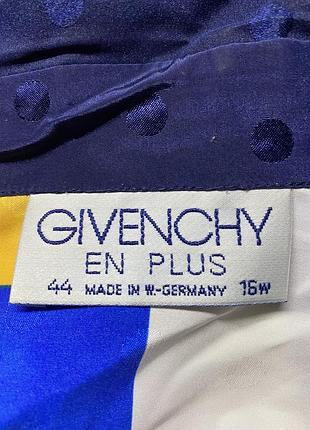 GIVENCHY
EN PLUS
44 MADE IN W.-GERMANY 16W